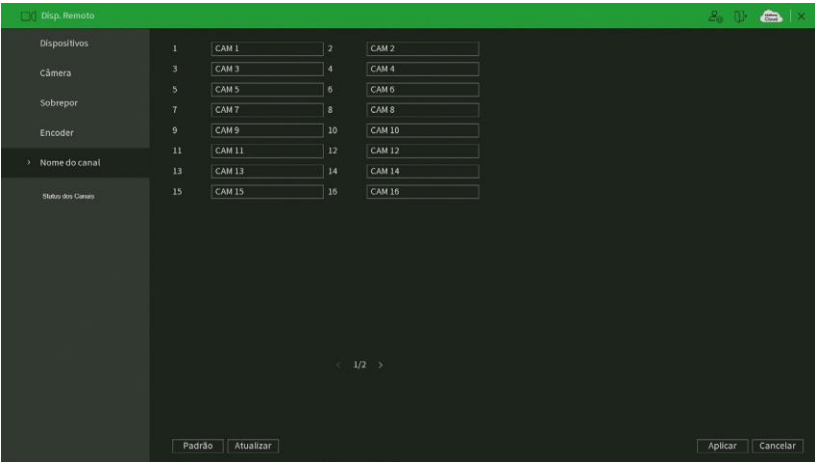 Disp. Remoto
Dispositivos
Câmera
Sobrepor
Encoder
Nome do canal
Status dos Canais
1 CAM 1 2 CAM 2
3 CAM 3 4 CAM 4
5 CAM 5 6 CAM 6
7 CAM 7 8 CAM 8
9 CAM 9 10 CAM 10
11 CAM 11 12 CAM 12
13 CAM 13 14 CAM 14
15 CAM 15 16 CAM 16
< 1/2 >
Padrão Atualizar Aplicar Cancelar